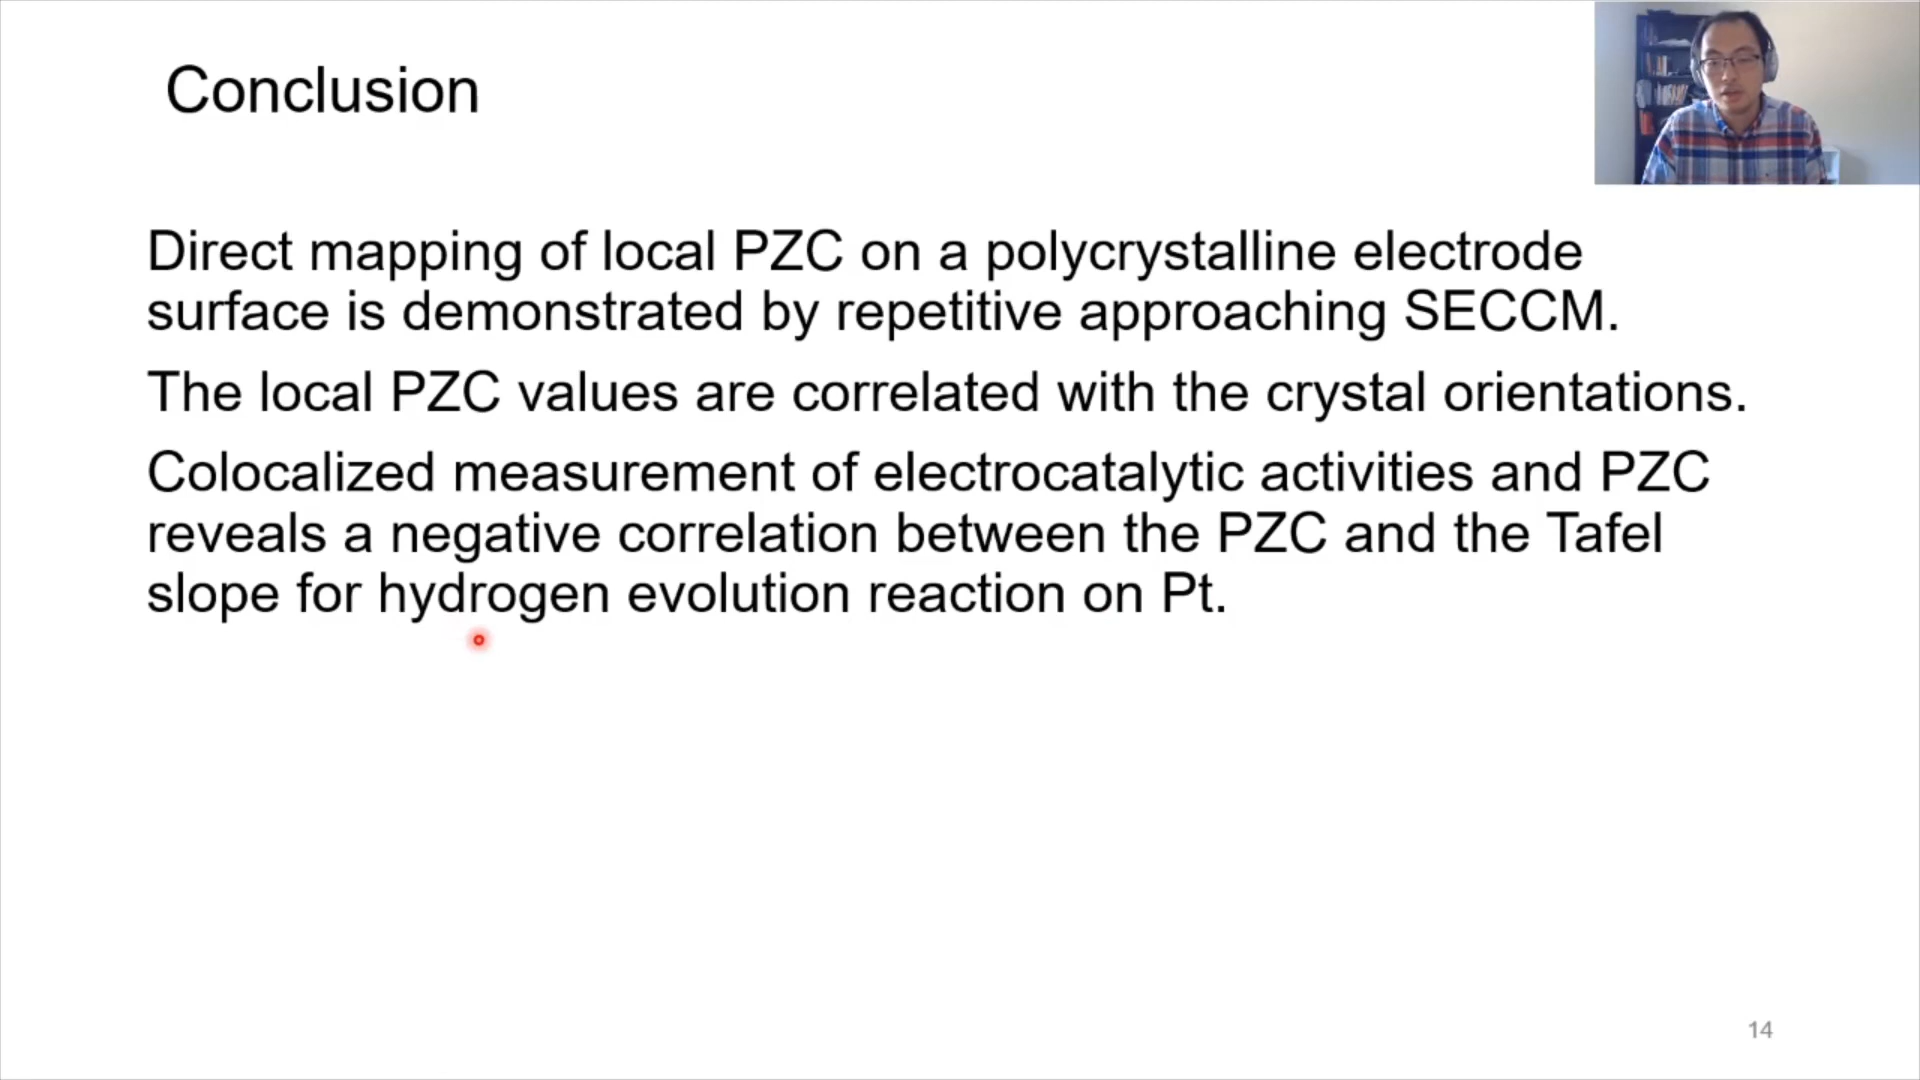 Conclusion
Direct mapping of local PZC on a polycrystalline electrode
surface is demonstrated by repetitive approaching SECCM.
The local PZC values are correlated with the crystal orientations.
Colocalized measurement of electrocatalytic activities and PZC
reveals a negative correlation between the PZC and the Tafel
slope for hydrogen evolution reaction on Pt.
14